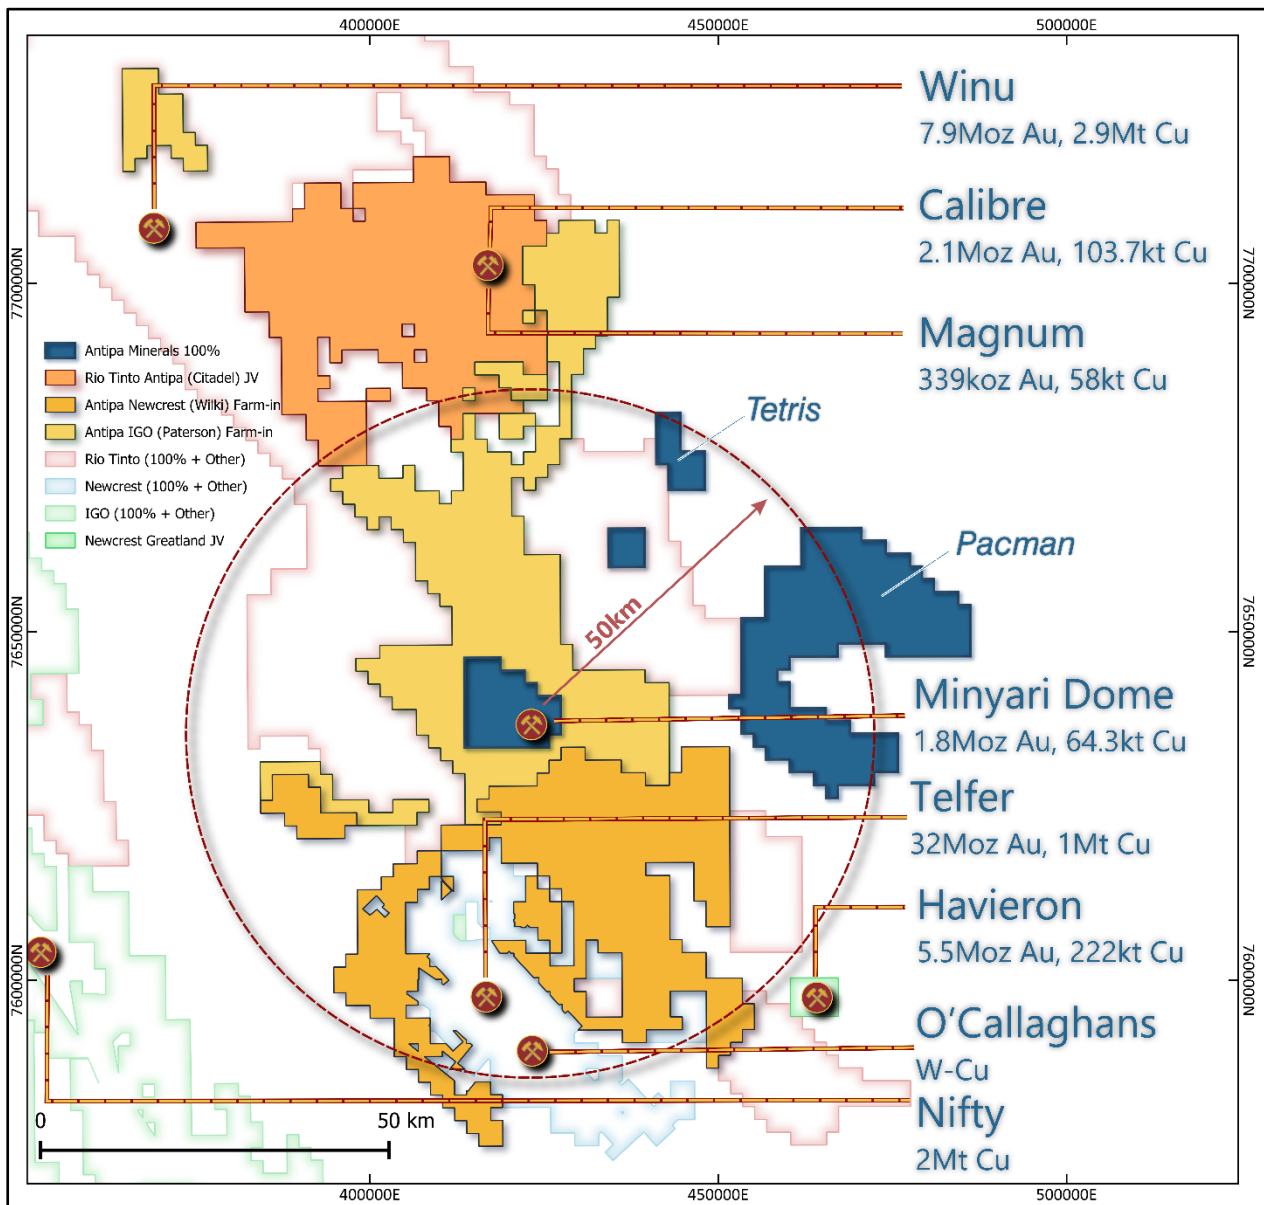 400000E
450000E
500000E
Winu
7.9Moz Au, 2.9Mt Cu
Calibre
2.1Moz Au, 103.7kt Cu
7700000N
7700000N
Magnum
339koz Au, 58kt Cu
Antipa Minerals 100%
Rio Tinto Antipa (Citadel) JV
Antipa Newcrest (Wilki) Farm-in
Antipa IGO (Paterson) Farm-in
Rio Tinto (100% + Other)
Newcrest (100% + Other)
IGO (100% + Other)
Newcrest Greatland JV
Tetris
Pacman
50km
7650000N
7650000N
Minyari Dome
1.8Moz Au, 64.3kt Cu
Telfer
32Moz Au, 1Mt Cu
Havieron
5.5Moz Au, 222kt Cu
7600000N
7600000N
O'Callaghans
W-Cu
Nifty
2Mt Cu
0
50 km
400000E
450000E
500000E